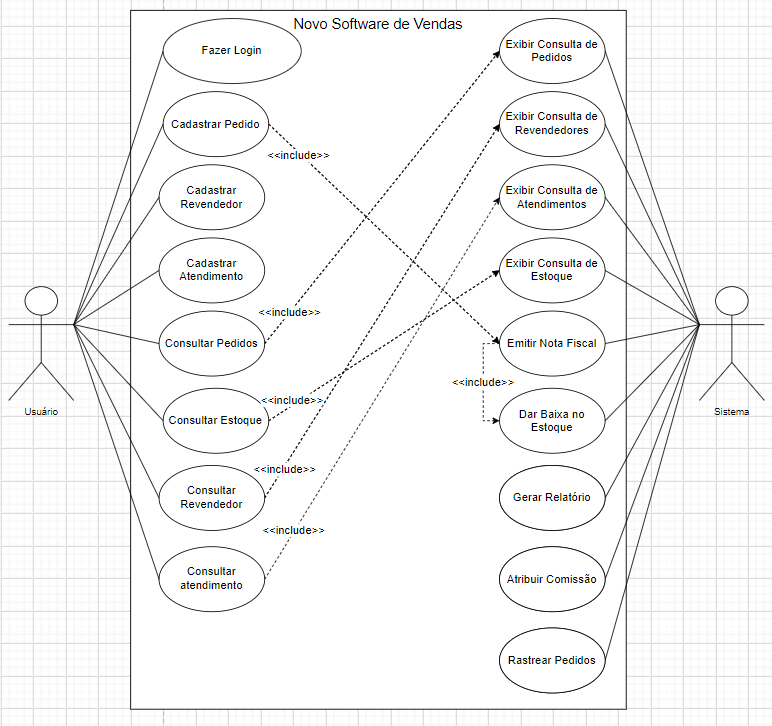 Novo Software de Vendas
Fazer Login
Cadastrar Pedido
<<include>>
Cadastrar
Revendedor
Cadastrar
Atendimento
Consultar Pedidos
<<include>>
Consultar Estoque
<<include>>
Consultar
Revendedor
<<include>>
Consultar
atendimento
<<include>>
Exibir Consulta de
Pedidos
Exibir Consulta de
Revendedores
Exibir Consulta de
Atendimentos
Exibir Consulta de
Estoque
Emitir Nota Fiscal
<<include>>
Dar Baixa no
Estoque
Gerar Relatório
Atribuir Comissão
Rastrear Pedidos
Usuário
Sistema